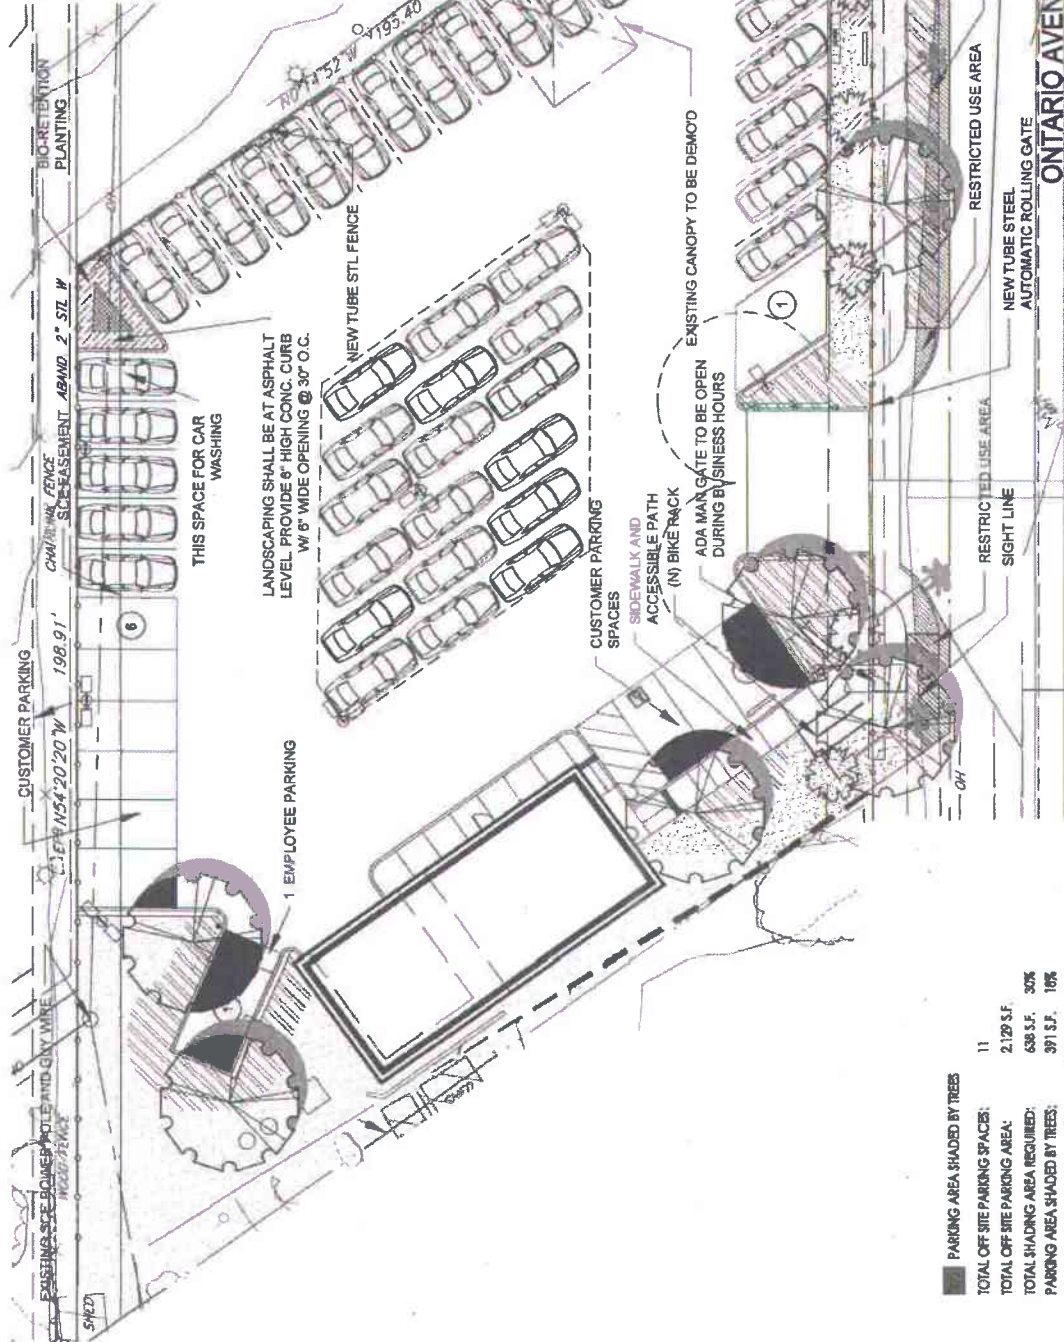 CUSTOMER PARKING
EXISTING SCE POWER POLE AND GUY WIRE
WOOD FENCE
SHED
N54°20'20"W 198.91'
CHAINLINK FENCE
SCE EASEMENT ABAND. 2" STL W
BIO-RETENTION
PLANTING
6
THIS SPACE FOR CAR
WASHING
LANDSCAPING SHALL BE AT ASPHALT
LEVEL. PROVIDE 6" HIGH CONC. CURB
W/ 6" WIDE OPENING @ 30" O.C.
NEW TUBE STL FENCE
193.40
1 EMPLOYEE PARKING
CUSTOMER PARKING
SPACES
SIDEWALK AND
ACCESSIBLE PATH
(N) BIKE RACK
ADA MAN GATE TO BE OPEN
DURING BUSINESS HOURS
EXISTING CANOPY TO BE DEMO'D
1
OH
RESTRICTED USE AREA
SIGHT LINE
NEW TUBE STEEL
AUTOMATIC ROLLING GATE
RESTRICTED USE AREA
ONTARIO AVEN
PARKING AREA SHADED BY TREES
TOTAL OFF SITE PARKING SPACES: 11
TOTAL OFF SITE PARKING AREA: 2,129 S.F.
TOTAL SHADING AREA REQUIRED: 638 S.F. 30%
PARKING AREA SHADED BY TREES: 391 S.F. 18%